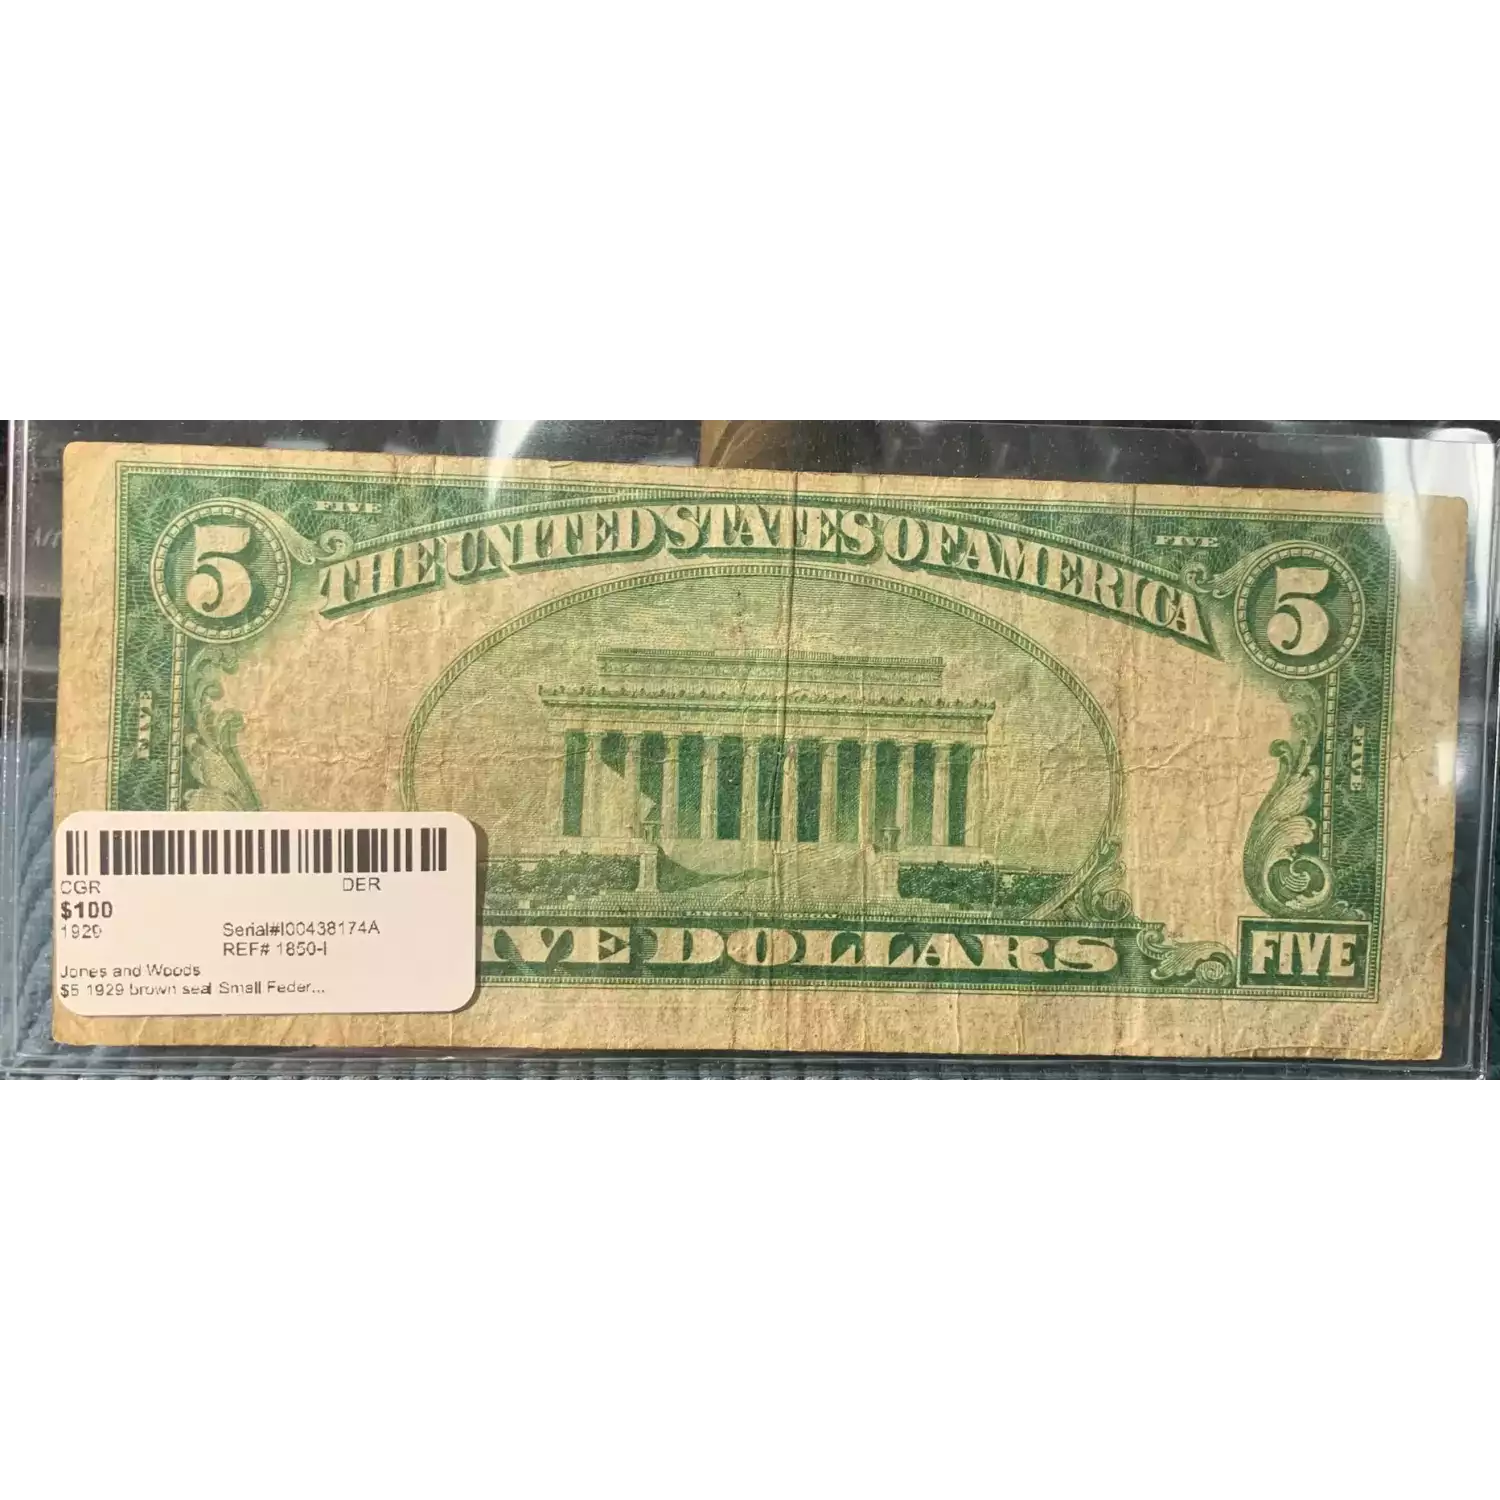 FIVE
FIVE
5
THE UNITED STATES OF AMERICA
5
FIVE
FIVE
CGR DER
$100
1929 Serial#I00438174A
REF# 1850-I
Jones and Woods
$5 1929 brown seal Small Feder...
IVE DOLLARS
FIVE